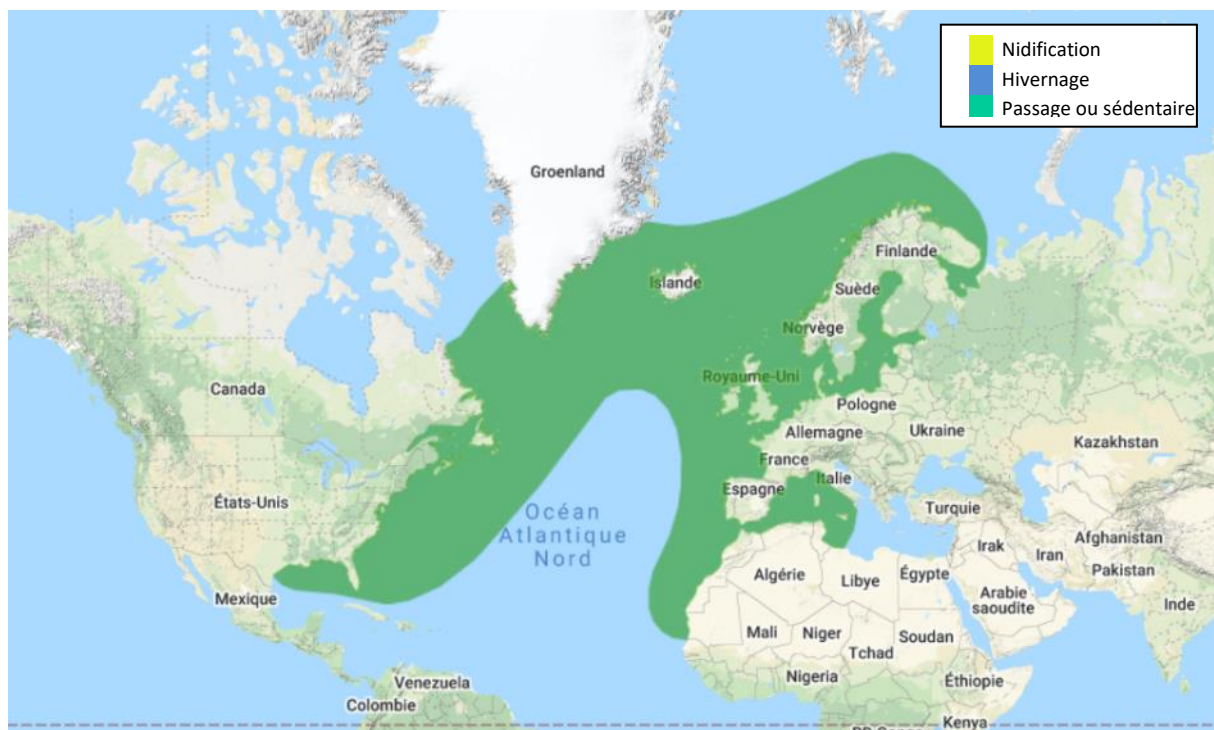 Nidification
Hivernage
Passage ou sédentaire
Groenland
Finlande
Islande
Suède
Norvège
Royaume-Uni
Canada
Pologne
Allemagne
Ukraine
Kazakhstan
France
Italie
Espagne
États-Unis
Turquie
Océan
Atlantique
Nord
Afghanistan
Irak
Iran
Pakistan
Algérie
Libye
Égypte
Arabie
saoudite
Inde
Mexique
Mali
Niger
Soudan
Tchad
Nigeria
Éthiopie
Venezuela
Colombie
Kenya